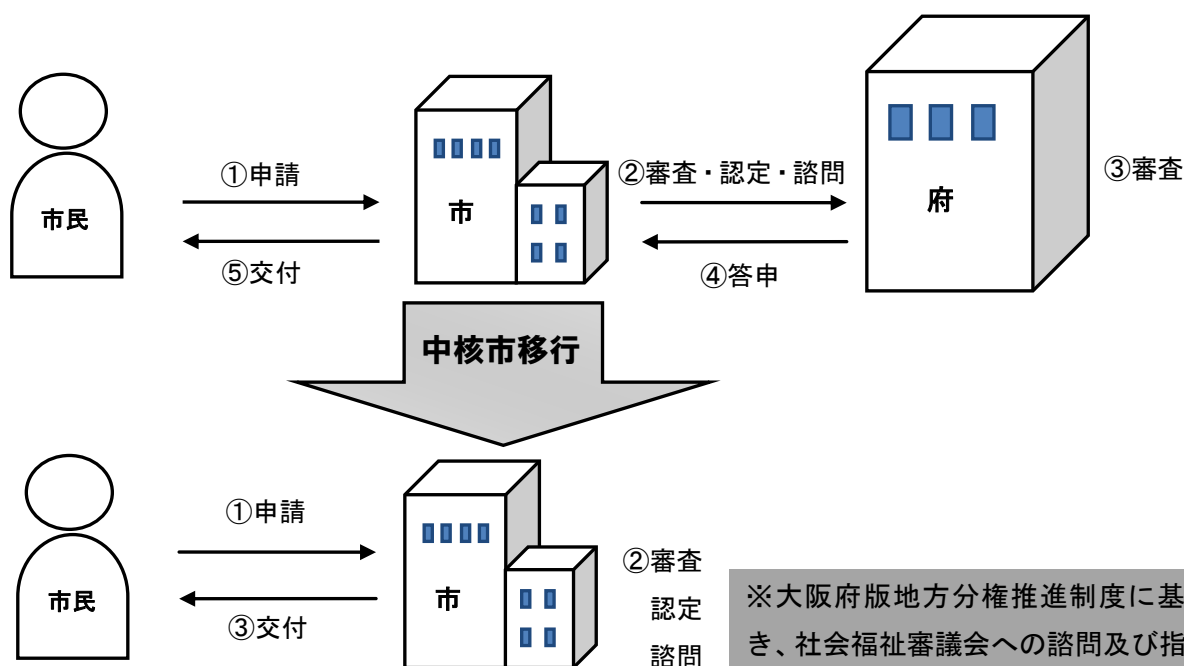 ①申請
②審査・認定・諮問
③審査
市民
市
府
⑤交付
④答申
中核市移行
①申請
②審査
市民
市
認定
③交付
諮問
※大阪府版地方分権推進制度に基
き、社会福祉審議会への諮問及び指